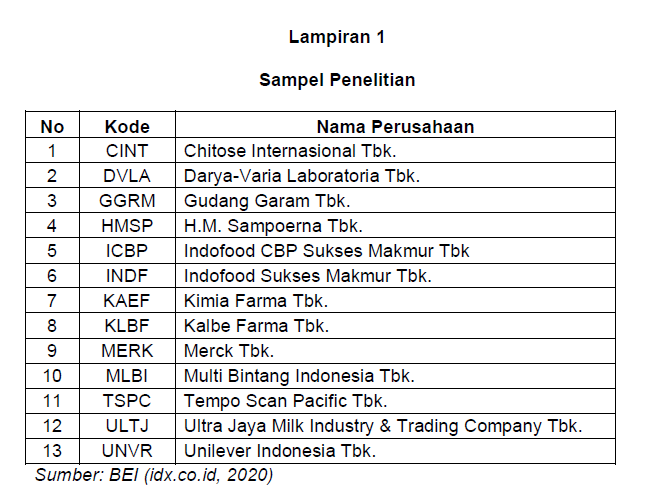 Lampiran 1
Sampel Penelitian
No Kode Nama Perusahaan
1 CINT Chitose Internasional Tbk.
2 DVLA Darya-Varia Laboratoria Tbk.
3 GGRM Gudang Garam Tbk.
4 HMSP H.M. Sampoerna Tbk.
5 ICBP Indofood CBP Sukses Makmur Tbk
6 INDF Indofood Sukses Makmur Tbk.
7 KAEF Kimia Farma Tbk.
8 KLBF Kalbe Farma Tbk.
9 MERK Merck Tbk.
10 MLBI Multi Bintang Indonesia Tbk.
11 TSPC Tempo Scan Pacific Tbk.
12 ULTJ Ultra Jaya Milk Industry & Trading Company Tbk.
13 UNVR Unilever Indonesia Tbk.
Sumber: BEI (idx.co.id, 2020)